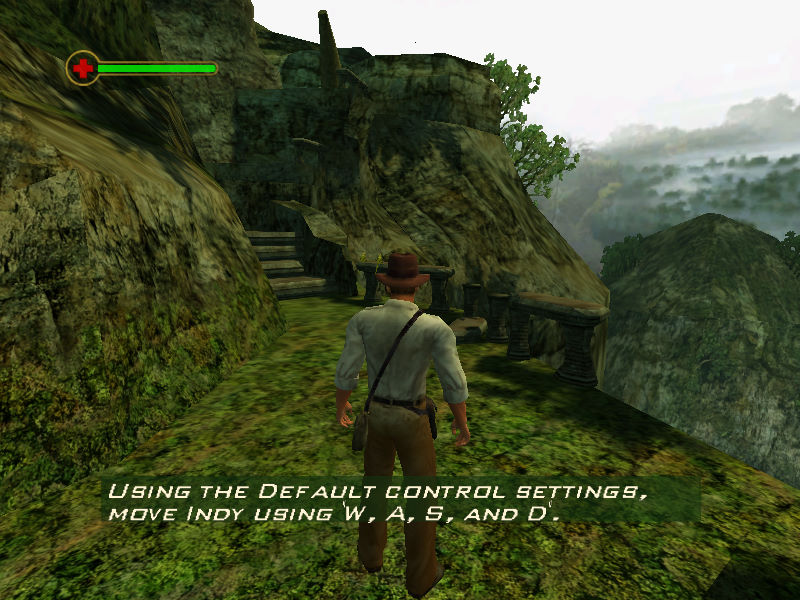 Using the Default control settings,
move Indy using 'W, A, S, and D'.